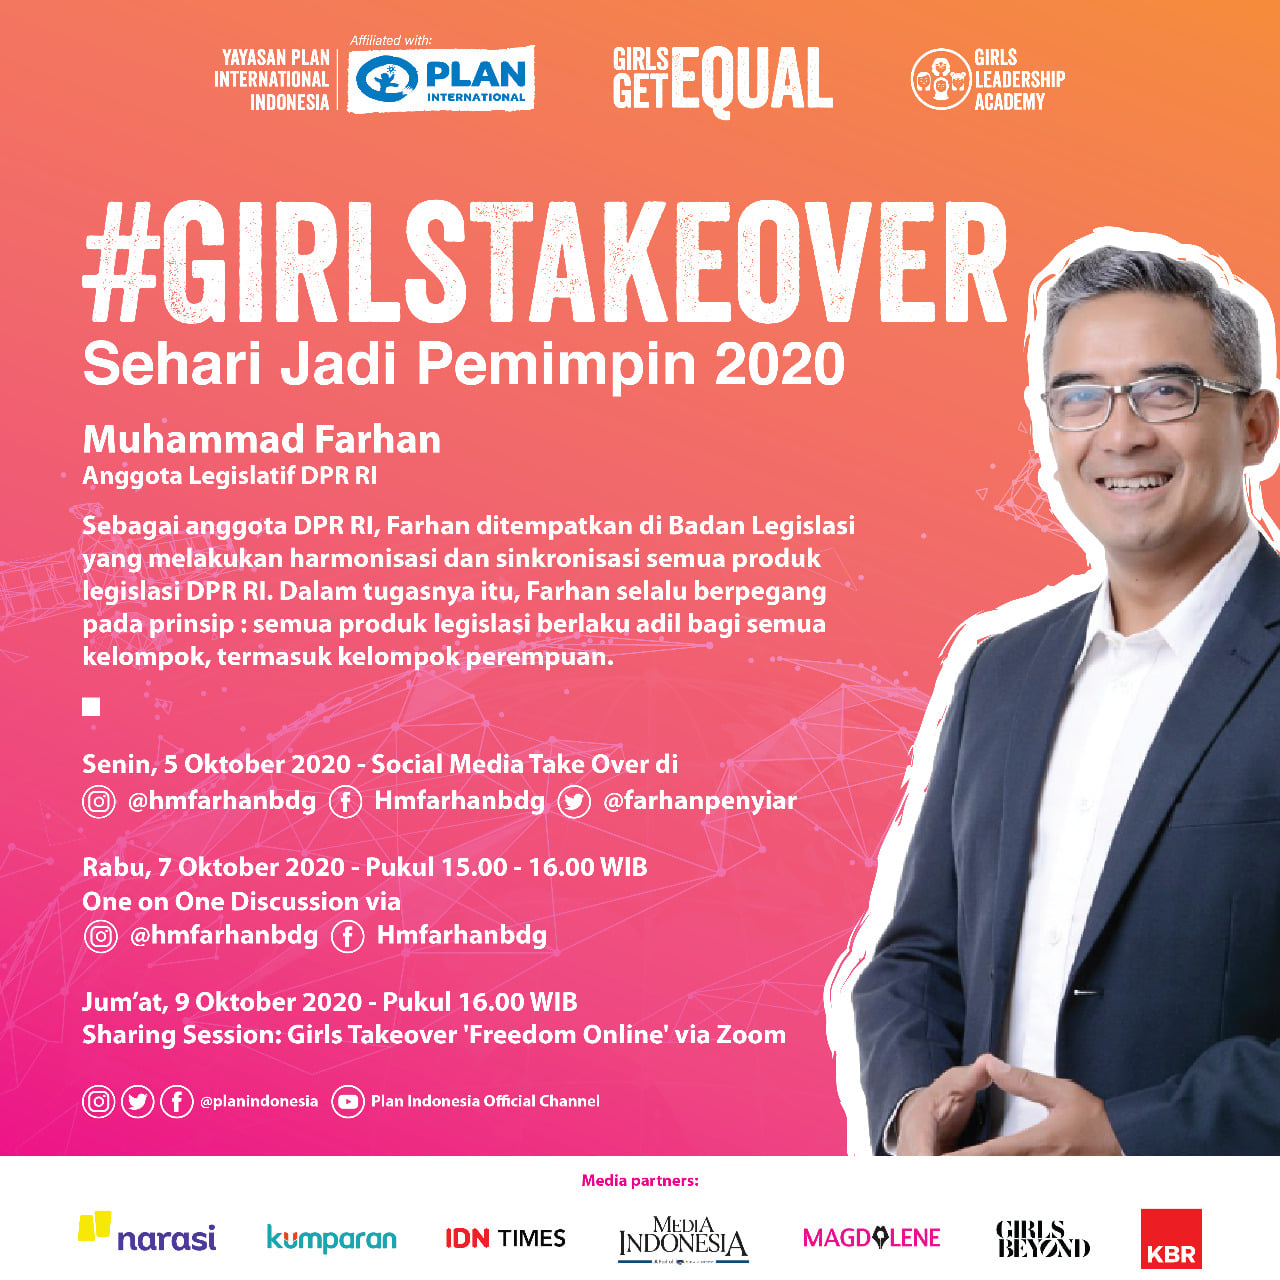 YAYASAN PLAN
INTERNATIONAL
INDONESIA
Affiliated with:
PLAN
INTERNATIONAL
GIRLS
GET EQUAL
GIRLS
LEADERSHIP
ACADEMY
#GIRLSTAKEOVER
Sehari Jadi Pemimpin 2020
Muhammad Farhan
Anggota Legislatif DPR RI
Sebagai anggota DPR RI, Farhan ditempatkan di Badan Legislasi
yang melakukan harmonisasi dan sinkronisasi semua produk
legislasi DPR RI. Dalam tugasnya itu, Farhan selalu berpegang
pada prinsip : semua produk legislasi berlaku adil bagi semua
kelompok, termasuk kelompok perempuan.
Senin, 5 Oktober 2020 - Social Media Take Over di
@hmfarhanbdg Hmfarhanbdg @farhanpenyiar
Rabu, 7 Oktober 2020 - Pukul 15.00 - 16.00 WIB
One on One Discussion via
@hmfarhanbdg Hmfarhanbdg
Jum'at, 9 Oktober 2020 - Pukul 16.00 WIB
Sharing Session: Girls Takeover 'Freedom Online' via Zoom
@planindonesia Plan Indonesia Official Channel
Media partners:
narasi
kumparan
IDN TIMES
MEDIA
INDONESIA
MAGDALENE
GIRLS
BEYOND
KBR